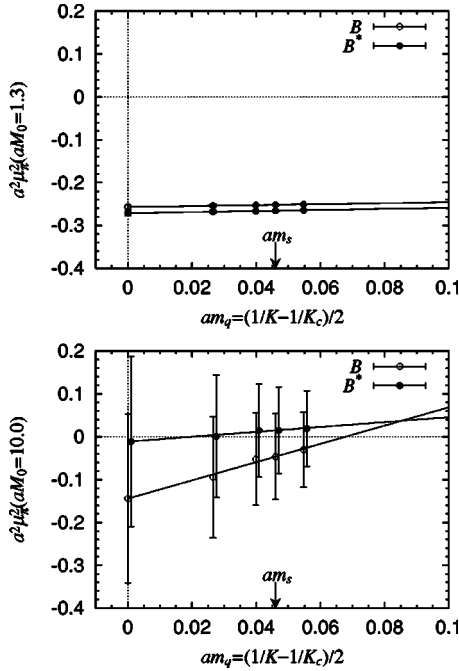 0.2
B
B*
0.1
0
-0.1
-0.2
-0.3
-0.4
a²μ²π(aM₀=1.3)
am_s
0 0.02 0.04 0.06 0.08 0.1
am_q=(1/K−1/K_c)/2
0.2
B
B*
0.1
0
-0.1
-0.2
-0.3
-0.4
a²μ²π(aM₀=10.0)
am_s
0 0.02 0.04 0.06 0.08 0.1
am_q=(1/K−1/K_c)/2